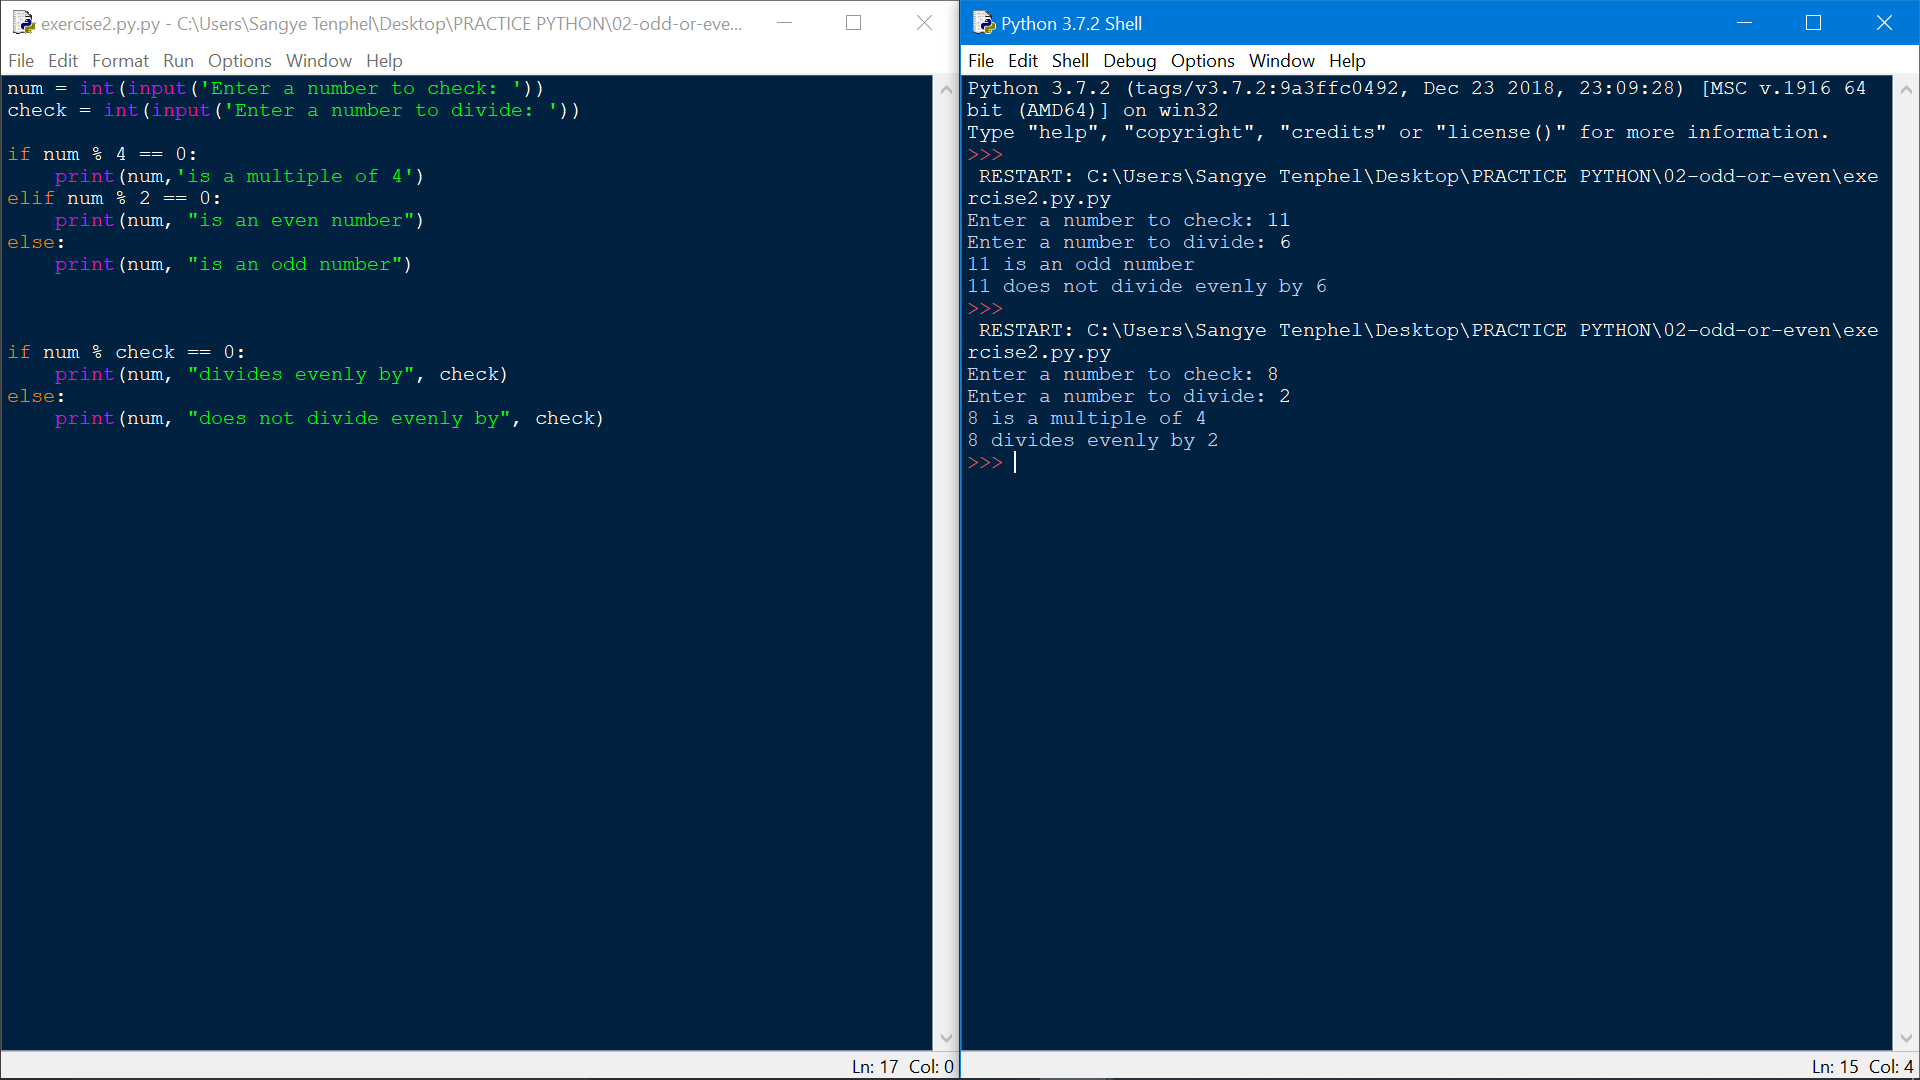 exercise2.py.py - C:\Users\Sangye Tenphel\Desktop\PRACTICE PYTHON\02-odd-or-eve...
File Edit Format Run Options Window Help
num = int(input('Enter a number to check: '))
check = int(input('Enter a number to divide: '))
if num % 4 == 0:
    print(num,'is a multiple of 4')
elif num % 2 == 0:
    print(num, "is an even number")
else:
    print(num, "is an odd number")
if num % check == 0:
    print(num, "divides evenly by", check)
else:
    print(num, "does not divide evenly by", check)
Ln: 17 Col: 0
Python 3.7.2 Shell
File Edit Shell Debug Options Window Help
Python 3.7.2 (tags/v3.7.2:9a3ffc0492, Dec 23 2018, 23:09:28) [MSC v.1916 64
bit (AMD64)] on win32
Type "help", "copyright", "credits" or "license()" for more information.
>>>
 RESTART: C:\Users\Sangye Tenphel\Desktop\PRACTICE PYTHON\02-odd-or-even\exe
rcise2.py.py
Enter a number to check: 11
Enter a number to divide: 6
11 is an odd number
11 does not divide evenly by 6
>>>
 RESTART: C:\Users\Sangye Tenphel\Desktop\PRACTICE PYTHON\02-odd-or-even\exe
rcise2.py.py
Enter a number to check: 8
Enter a number to divide: 2
8 is a multiple of 4
8 divides evenly by 2
>>>
Ln: 15 Col: 4